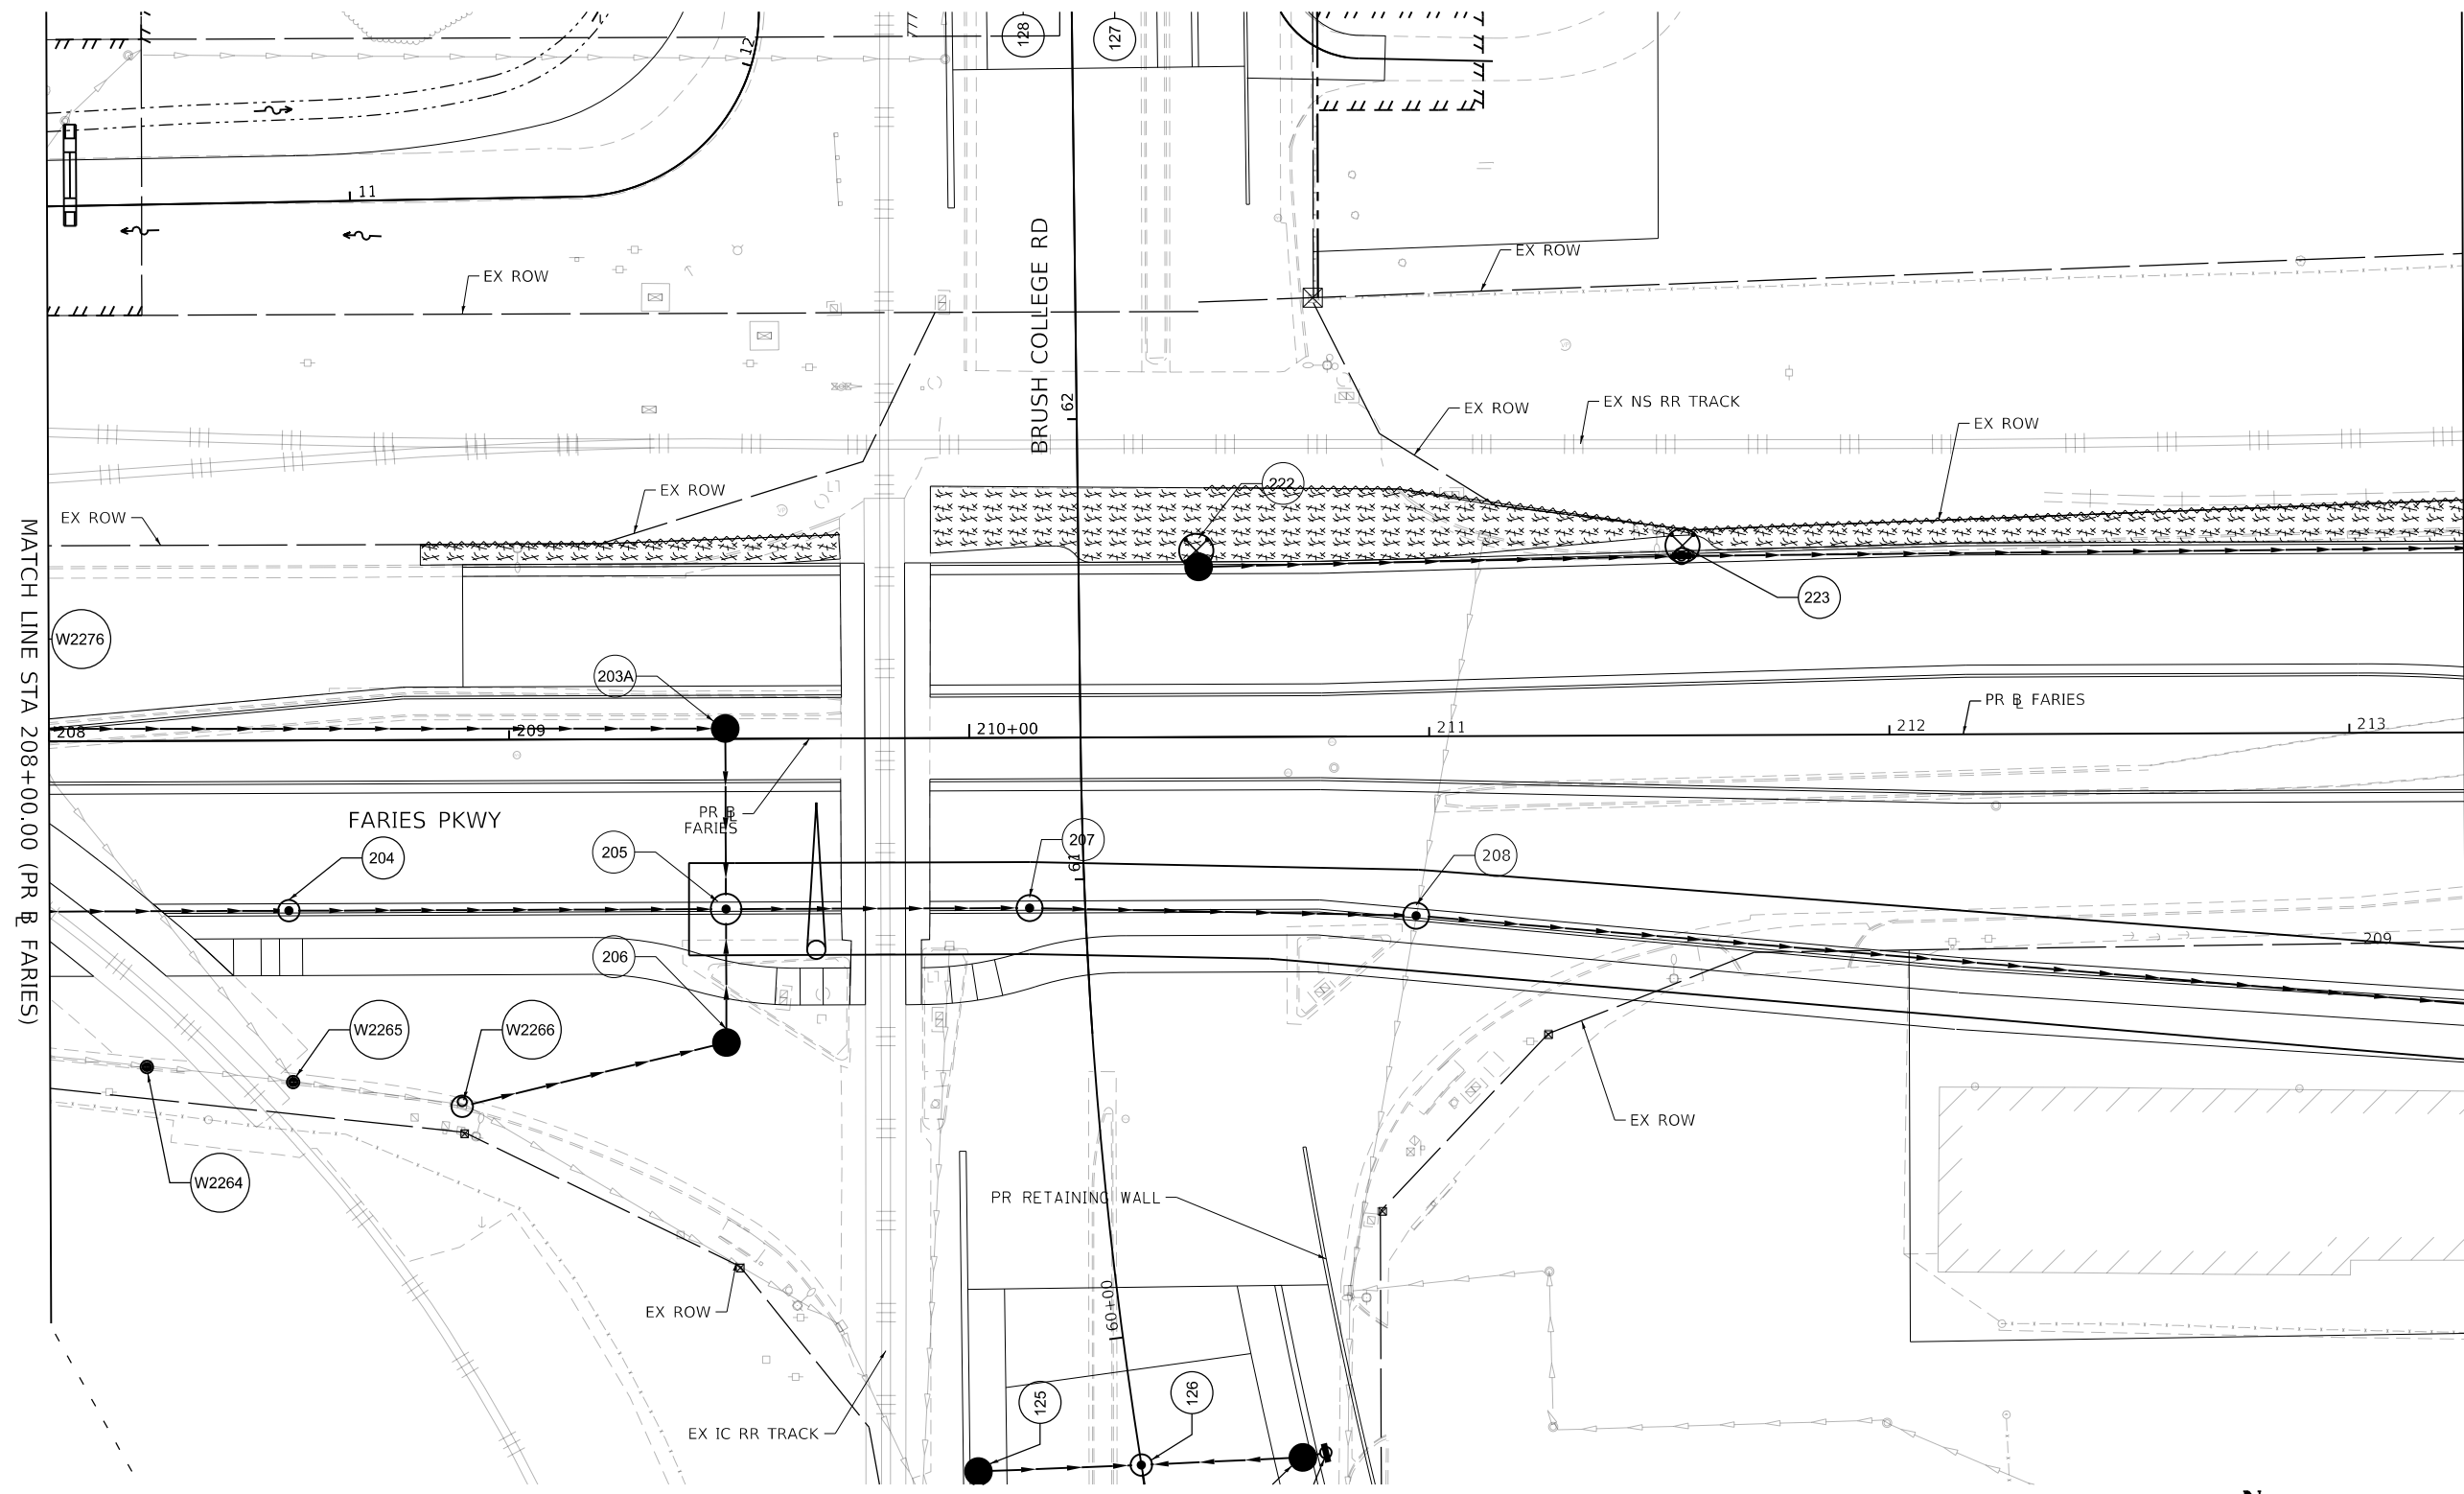 128
127
12
11
EX ROW
EX ROW
BRUSH COLLEGE RD
62
EX ROW
EX NS RR TRACK
EX ROW
EX ROW
222
EX ROW
MATCH LINE STA 208+00.00 (PR BL FARIES)
223
W2276
203A
208
209
210+00
211
212
213
PR BL FARIES
FARIES PKWY
PR BL
FARIES
204
205
207
61
208
209
206
W2265
W2266
EX ROW
W2264
PR RETAINING WALL
EX ROW
60+00
EX IC RR TRACK
125
126